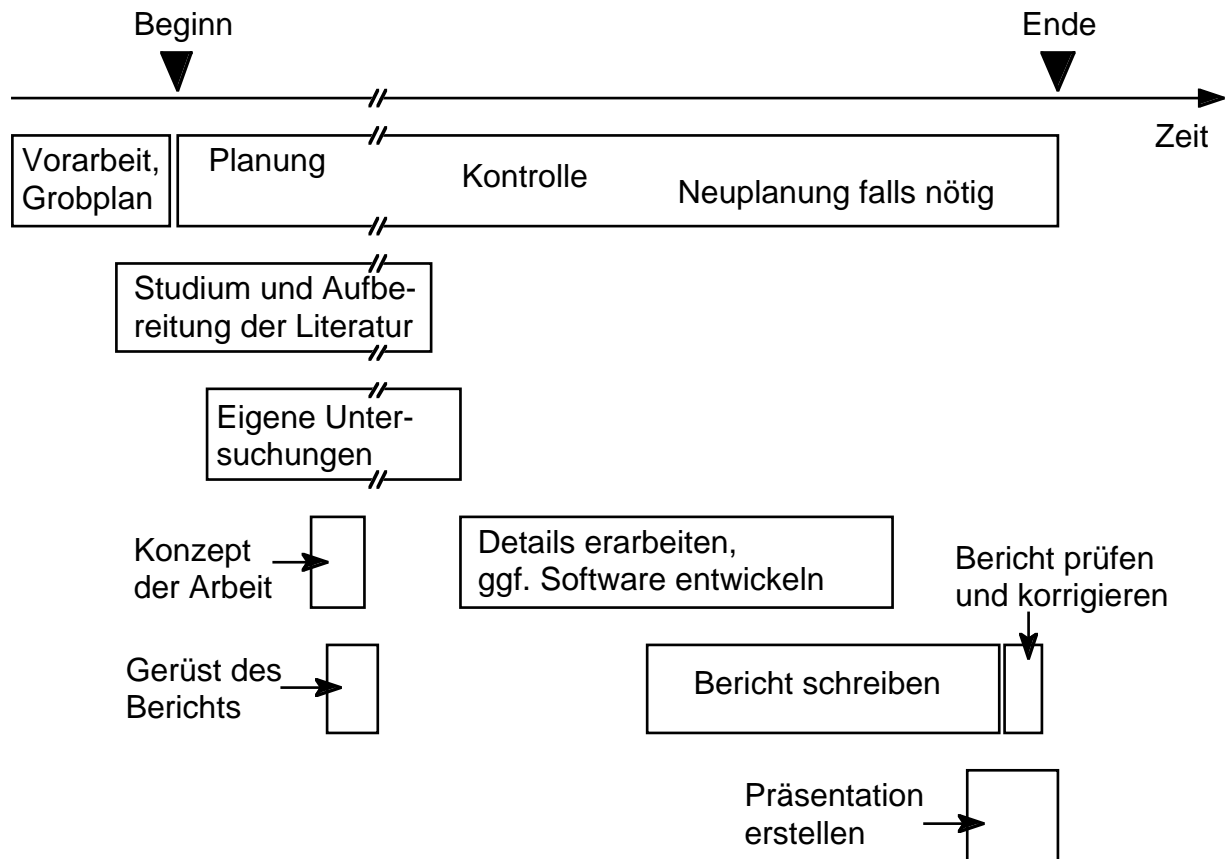 Beginn
Ende
Zeit
Vorarbeit,
Grobplan
Planung
Kontrolle
Neuplanung falls nötig
Studium und Aufbe-
reitung der Literatur
Eigene Unter-
suchungen
Konzept
der Arbeit
Details erarbeiten,
ggf. Software entwickeln
Bericht prüfen
und korrigieren
Gerüst des
Berichts
Bericht schreiben
Präsentation
erstellen